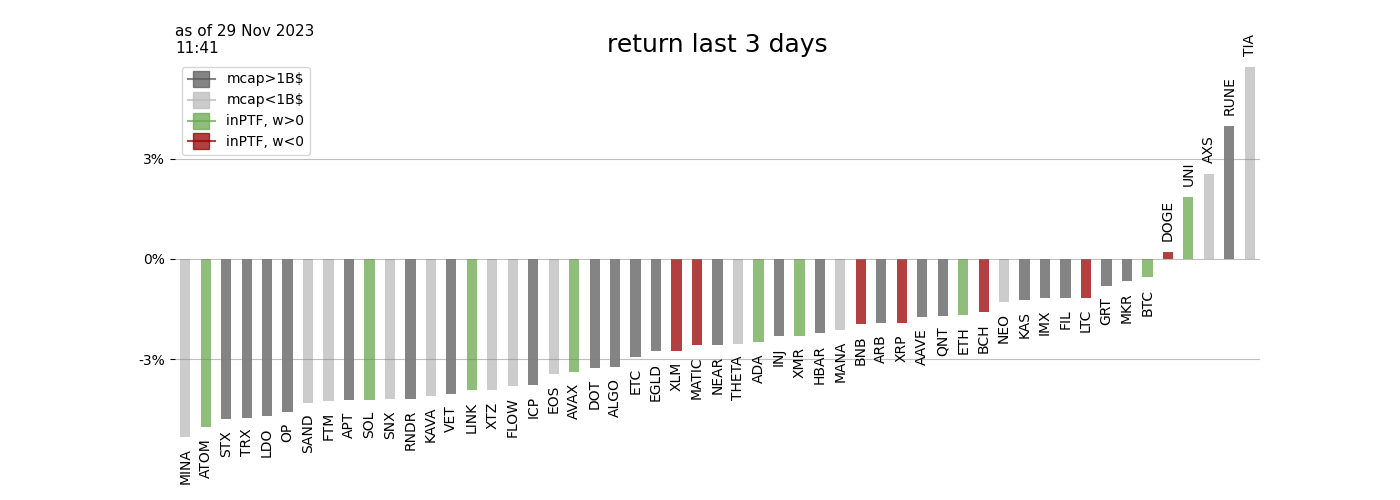 as of 29 Nov 2023
11:41
return last 3 days
mcap>1B$
mcap<1B$
inPTF, w>0
inPTF, w<0
3%
0%
-3%
MINA
ATOM
STX
TRX
LDO
OP
SAND
FTM
APT
SOL
SNX
RNDR
KAVA
VET
LINK
XTZ
FLOW
ICP
EOS
AVAX
DOT
ALGO
ETC
EGLD
XLM
MATIC
NEAR
THETA
ADA
INJ
XMR
HBAR
MANA
BNB
ARB
XRP
AAVE
QNT
ETH
BCH
NEO
KAS
IMX
FIL
LTC
GRT
MKR
BTC
DOGE
UNI
AXS
RUNE
TIA